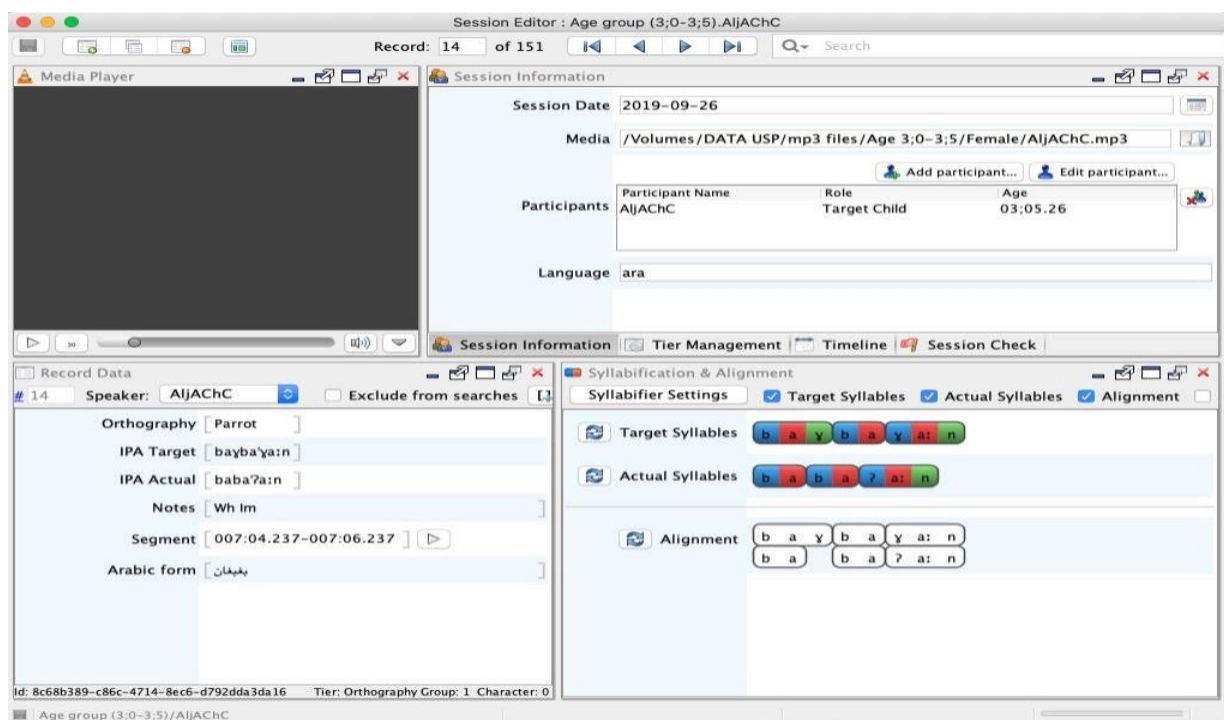 Session Editor : Age group (3;0-3;5).AljAChC
Record: 14 of 151 Search
Media Player
Session Information
Session Date 2019-09-26
Media /Volumes/DATA USP/mp3 files/Age 3;0-3;5/Female/AljAChC.mp3
Add participant... Edit participant...
Participants
Participant Name Role Age
AljAChC Target Child 03;05.26
Language ara
Session Information Tier Management Timeline Session Check
Record Data
# 14 Speaker: AljAChC Exclude from searches
Orthography [ Parrot ]
IPA Target [ baɣbaˈɣaːn ]
IPA Actual [ babaʔaːn ]
Notes [ Wh Im ]
Segment [ 007:04.237-007:06.237 ]
Arabic form [ ]
Id: 8c68b389-c86c-4714-8ec6-d792dda3da16 Tier: Orthography Group: 1 Character: 0
Syllabification & Alignment
Syllabifier Settings Target Syllables Actual Syllables Alignment
Target Syllables b a ɣ b a ɣ aː n
Actual Syllables b a b a ʔ aː n
Alignment b a ɣ b a ɣ aː n
b a b a ʔ aː n
Age group (3;0-3;5)/AljAChC